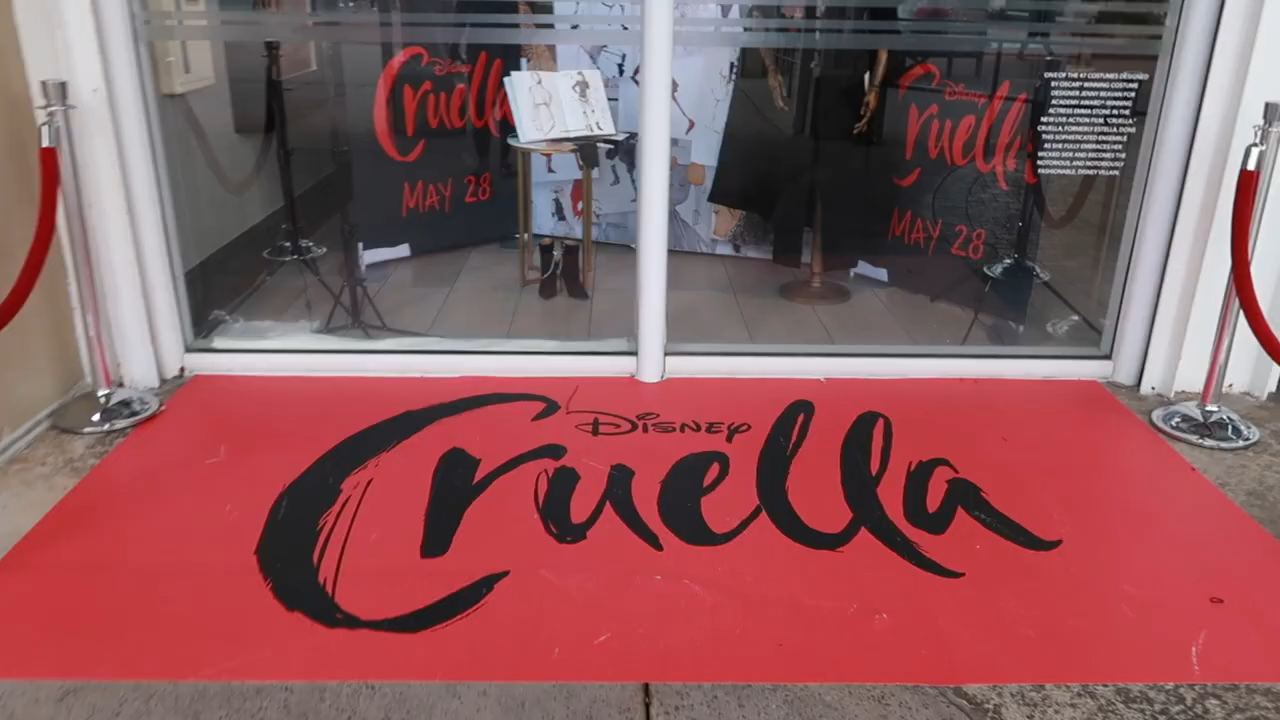 Disney
Cruella
MAY 28
Disney
Cruella
MAY 28
ONE OF THE 47 COSTUMES DESIGNED
BY OSCAR® WINNING COSTUME
DESIGNER JENNY BEAVAN FOR
ACADEMY AWARD® WINNING
ACTRESS EMMA STONE IN THE
NEW LIVE ACTION FILM, "CRUELLA"
CRUELLA, FORMERLY ESTELLA, DONS
THIS SOPHISTICATED ENSEMBLE
AS SHE FULLY EMBRACES HER
WICKED SIDE AND BECOMES THE
NOTORIOUS, AND NOTORIOUSLY
FASHIONABLE, DISNEY VILLAIN.
DISNEY
Cruella